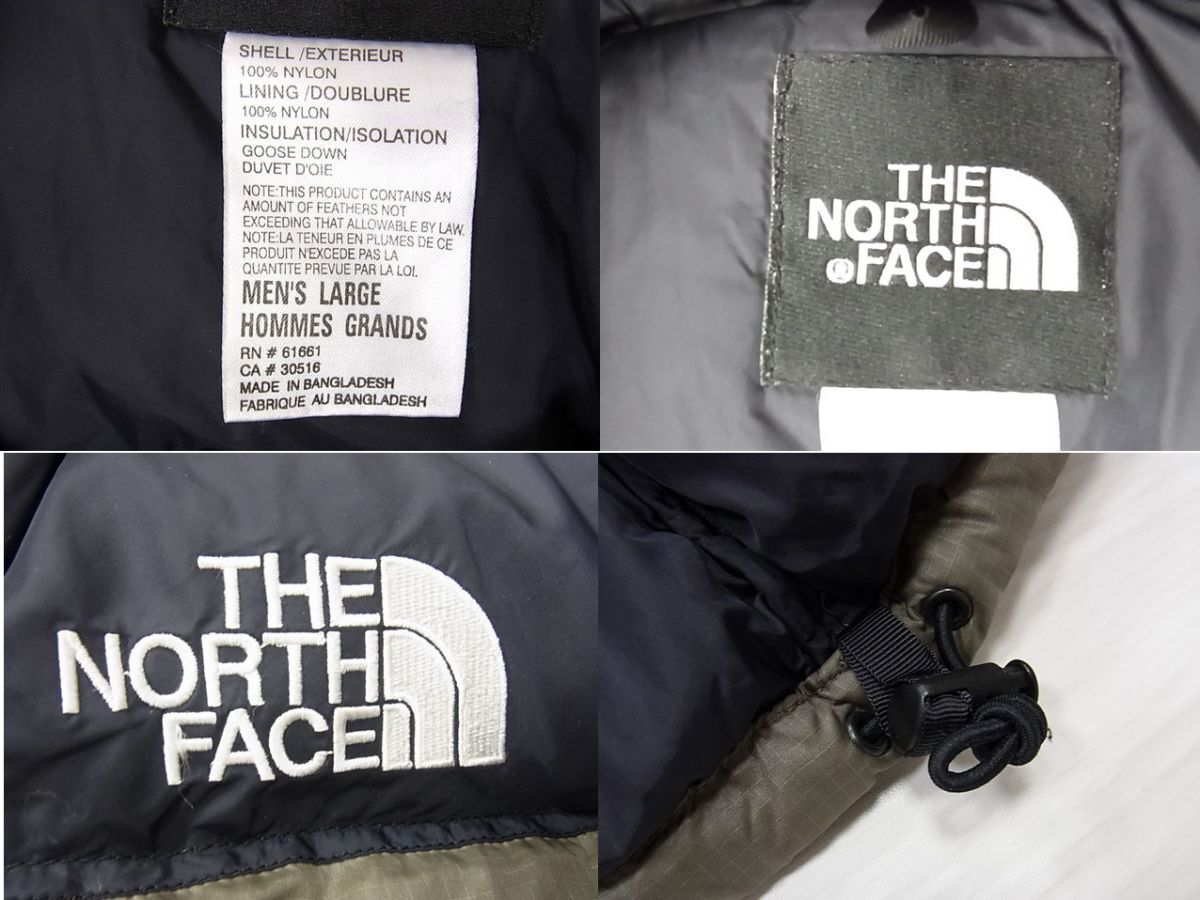 SHELL /EXTERIEUR
100% NYLON
LINING /DOUBLURE
100% NYLON
INSULATION/ISOLATION
GOOSE DOWN
DUVET D'OIE
NOTE:THIS PRODUCT CONTAINS AN
AMOUNT OF FEATHERS NOT
EXCEEDING THAT ALLOWABLE BY LAW.
NOTE:LA TENEUR EN PLUMES DE CE
PRODUIT N'EXCEDE PAS LA
QUANTITE PREVUE PAR LA LOI.
MEN'S LARGE
HOMMES GRANDS
RN # 61661
CA # 30516
MADE IN BANGLADESH
FABRIQUE AU BANGLADESH
THE
NORTH
®FACE
THE
NORTH
FACE